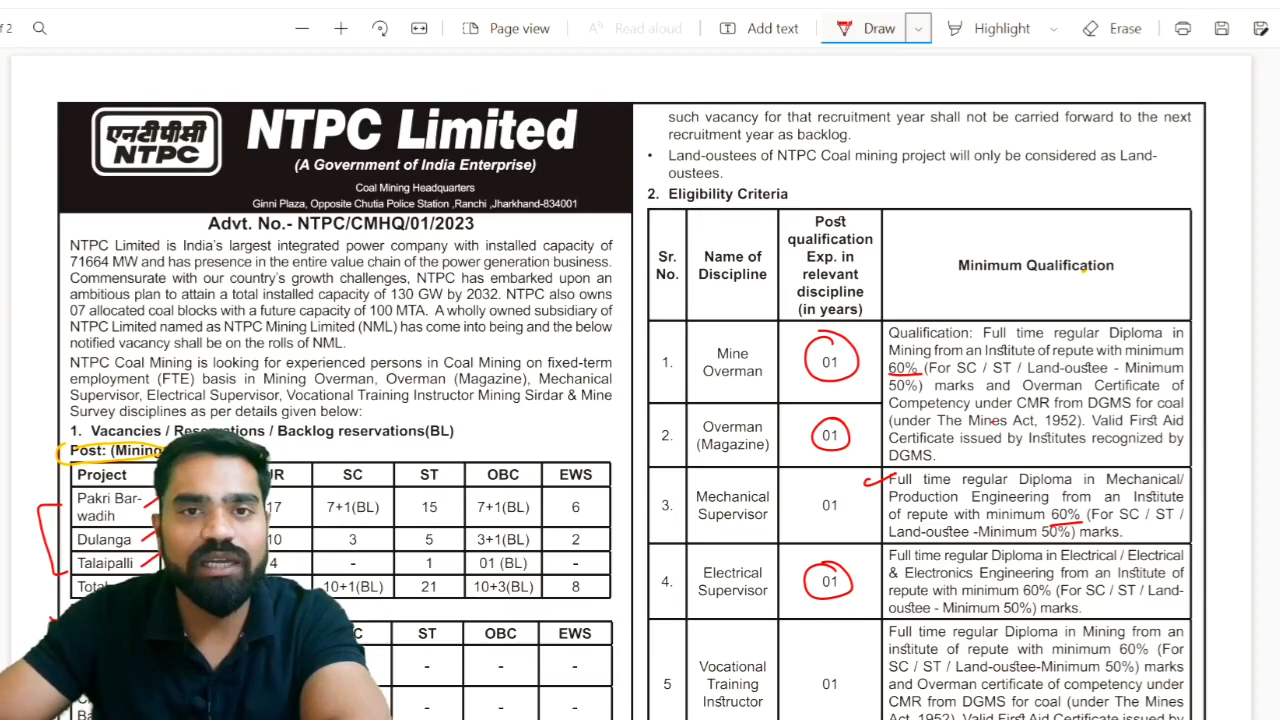 of 2
Page view
Read aloud
Add text
Draw
Highlight
Erase
एनटीपीसी
NTPC
NTPC Limited
(A Government of India Enterprise)
Coal Mining Headquarters
Ginni Plaza, Opposite Chutia Police Station ,Ranchi ,Jharkhand-834001
Advt. No.- NTPC/CMHQ/01/2023
NTPC Limited is India's largest integrated power company with installed capacity of
71664 MW and has presence in the entire value chain of the power generation business.
Commensurate with our country's growth challenges, NTPC has embarked upon an
ambitious plan to attain a total installed capacity of 130 GW by 2032. NTPC also owns
07 allocated coal blocks with a future capacity of 100 MTA. A wholly owned subsidiary of
NTPC Limited named as NTPC Mining Limited (NML) has come into being and the below
notified vacancy shall be on the rolls of NML.
NTPC Coal Mining is looking for experienced persons in Coal Mining on fixed-term
employment (FTE) basis in Mining Overman, Overman (Magazine), Mechanical
Supervisor, Electrical Supervisor, Vocational Training Instructor Mining Sirdar & Mine
Survey disciplines as per details given below:
1. Vacancies / Reservations / Backlog reservations(BL)
Post: (Mining
Project UR SC ST OBC EWS
Pakri Bar-
wadih 17 7+1(BL) 15 7+1(BL) 6
Dulanga 10 3 5 3+1(BL) 2
Talaipalli 4 - 1 01 (BL) -
10+1(BL) 21 10+3(BL) 8
ST OBC EWS
- - -
- - -
such vacancy for that recruitment year shall not be carried forward to the next
recruitment year as backlog.
• Land-oustees of NTPC Coal mining project will only be considered as Land-
oustees.
2. Eligibility Criteria
Sr.
No.
Name of
Discipline
Post
qualification
Exp. in
relevant
discipline
(in years)
Minimum Qualification
1.
Mine
Overman
01
Qualification: Full time regular Diploma in
Mining from an Institute of repute with minimum
60% (For SC / ST / Land-oustee - Minimum
50%) marks and Overman Certificate of
Competency under CMR from DGMS for coal
(under The Mines Act, 1952). Valid First Aid
Certificate issued by Institutes recognized by
DGMS.
2.
Overman
(Magazine)
01
3.
Mechanical
Supervisor
01
Full time regular Diploma in Mechanical/
Production Engineering from an Institute
of repute with minimum 60% (For SC / ST /
Land-oustee -Minimum 50%) marks.
4.
Electrical
Supervisor
01
Full time regular Diploma in Electrical / Electrical
& Electronics Engineering from an Institute of
repute with minimum 60% (For SC / ST / Land-
oustee - Minimum 50%) marks.
5
Vocational
Training
Instructor
01
Full time regular Diploma in Mining from an
institute of repute with minimum 60% (For
SC / ST / Land-oustee-Minimum 50%) marks
and Overman certificate of competency under
CMR from DGMS for coal (under The Mines
Act, 1952). Valid First Aid Certificate issued by